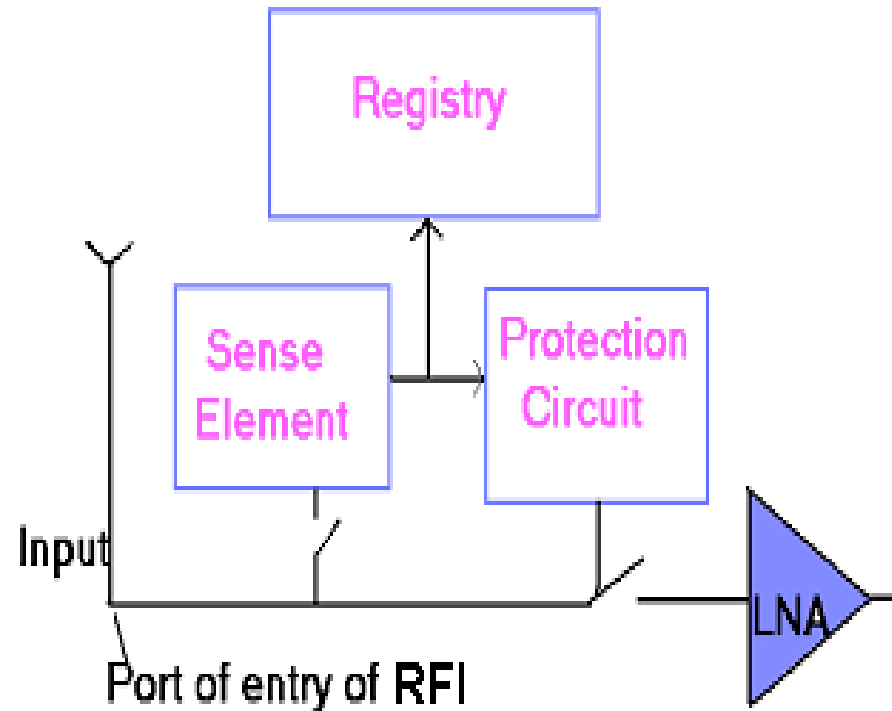 Registry
Sense
Element
Protection
Circuit
Input
LNA
Port of entry of RFI